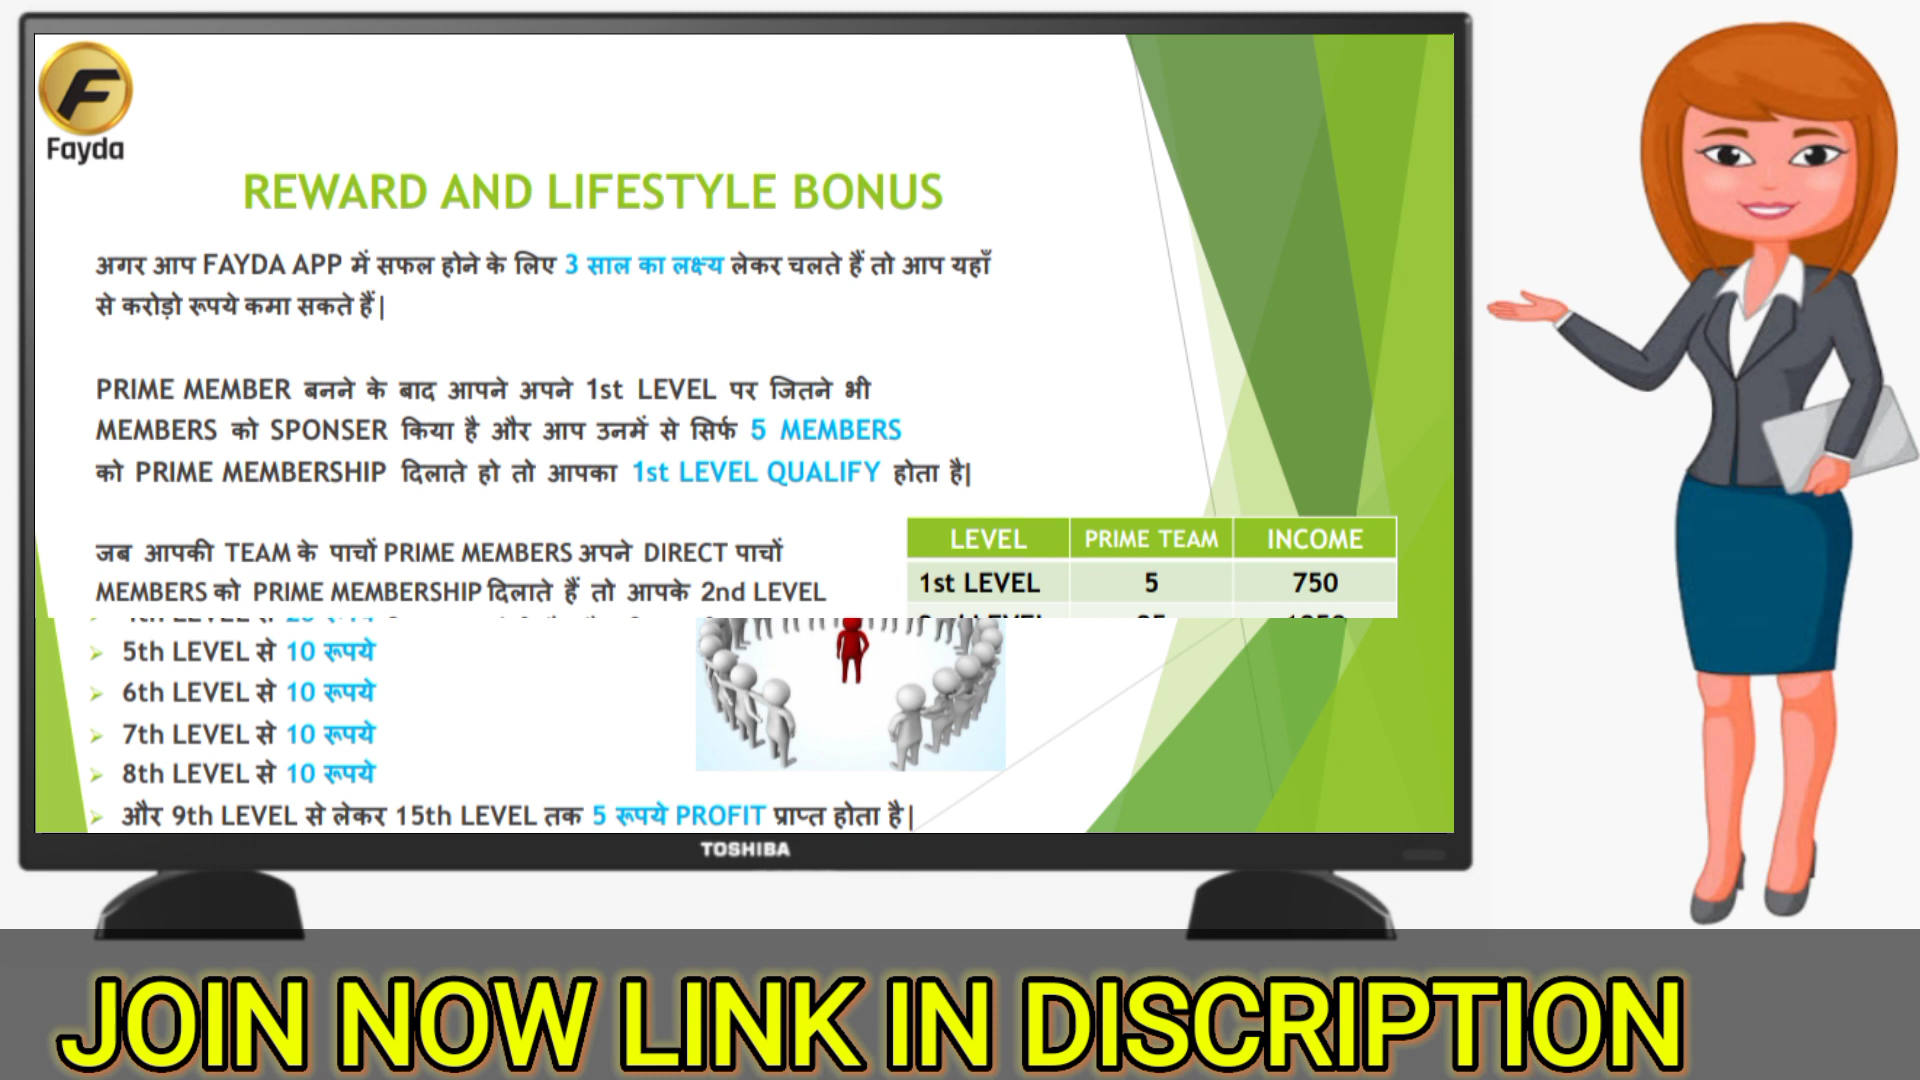 Fayda
REWARD AND LIFESTYLE BONUS
अगर आप FAYDA APP में सफल होने के लिए 3 साल का लक्ष्य लेकर चलते हैं तो आप यहाँ
से करोड़ो रूपये कमा सकते हैं|
PRIME MEMBER बनने के बाद आपने अपने 1st LEVEL पर जितने भी
MEMBERS को SPONSER किया है और आप उनमें से सिर्फ 5 MEMBERS
को PRIME MEMBERSHIP दिलाते हो तो आपका 1st LEVEL QUALIFY होता है|
जब आपकी TEAM के पाचों PRIME MEMBERS अपने DIRECT पाचों
MEMBERS को PRIME MEMBERSHIP दिलाते हैं तो आपके 2nd LEVEL
LEVEL PRIME TEAM INCOME
1st LEVEL 5 750
5th LEVEL से 10 रूपये
6th LEVEL से 10 रूपये
7th LEVEL से 10 रूपये
8th LEVEL से 10 रूपये
और 9th LEVEL से लेकर 15th LEVEL तक 5 रूपये PROFIT प्राप्त होता है|
TOSHIBA
JOIN NOW LINK IN DISCRIPTION